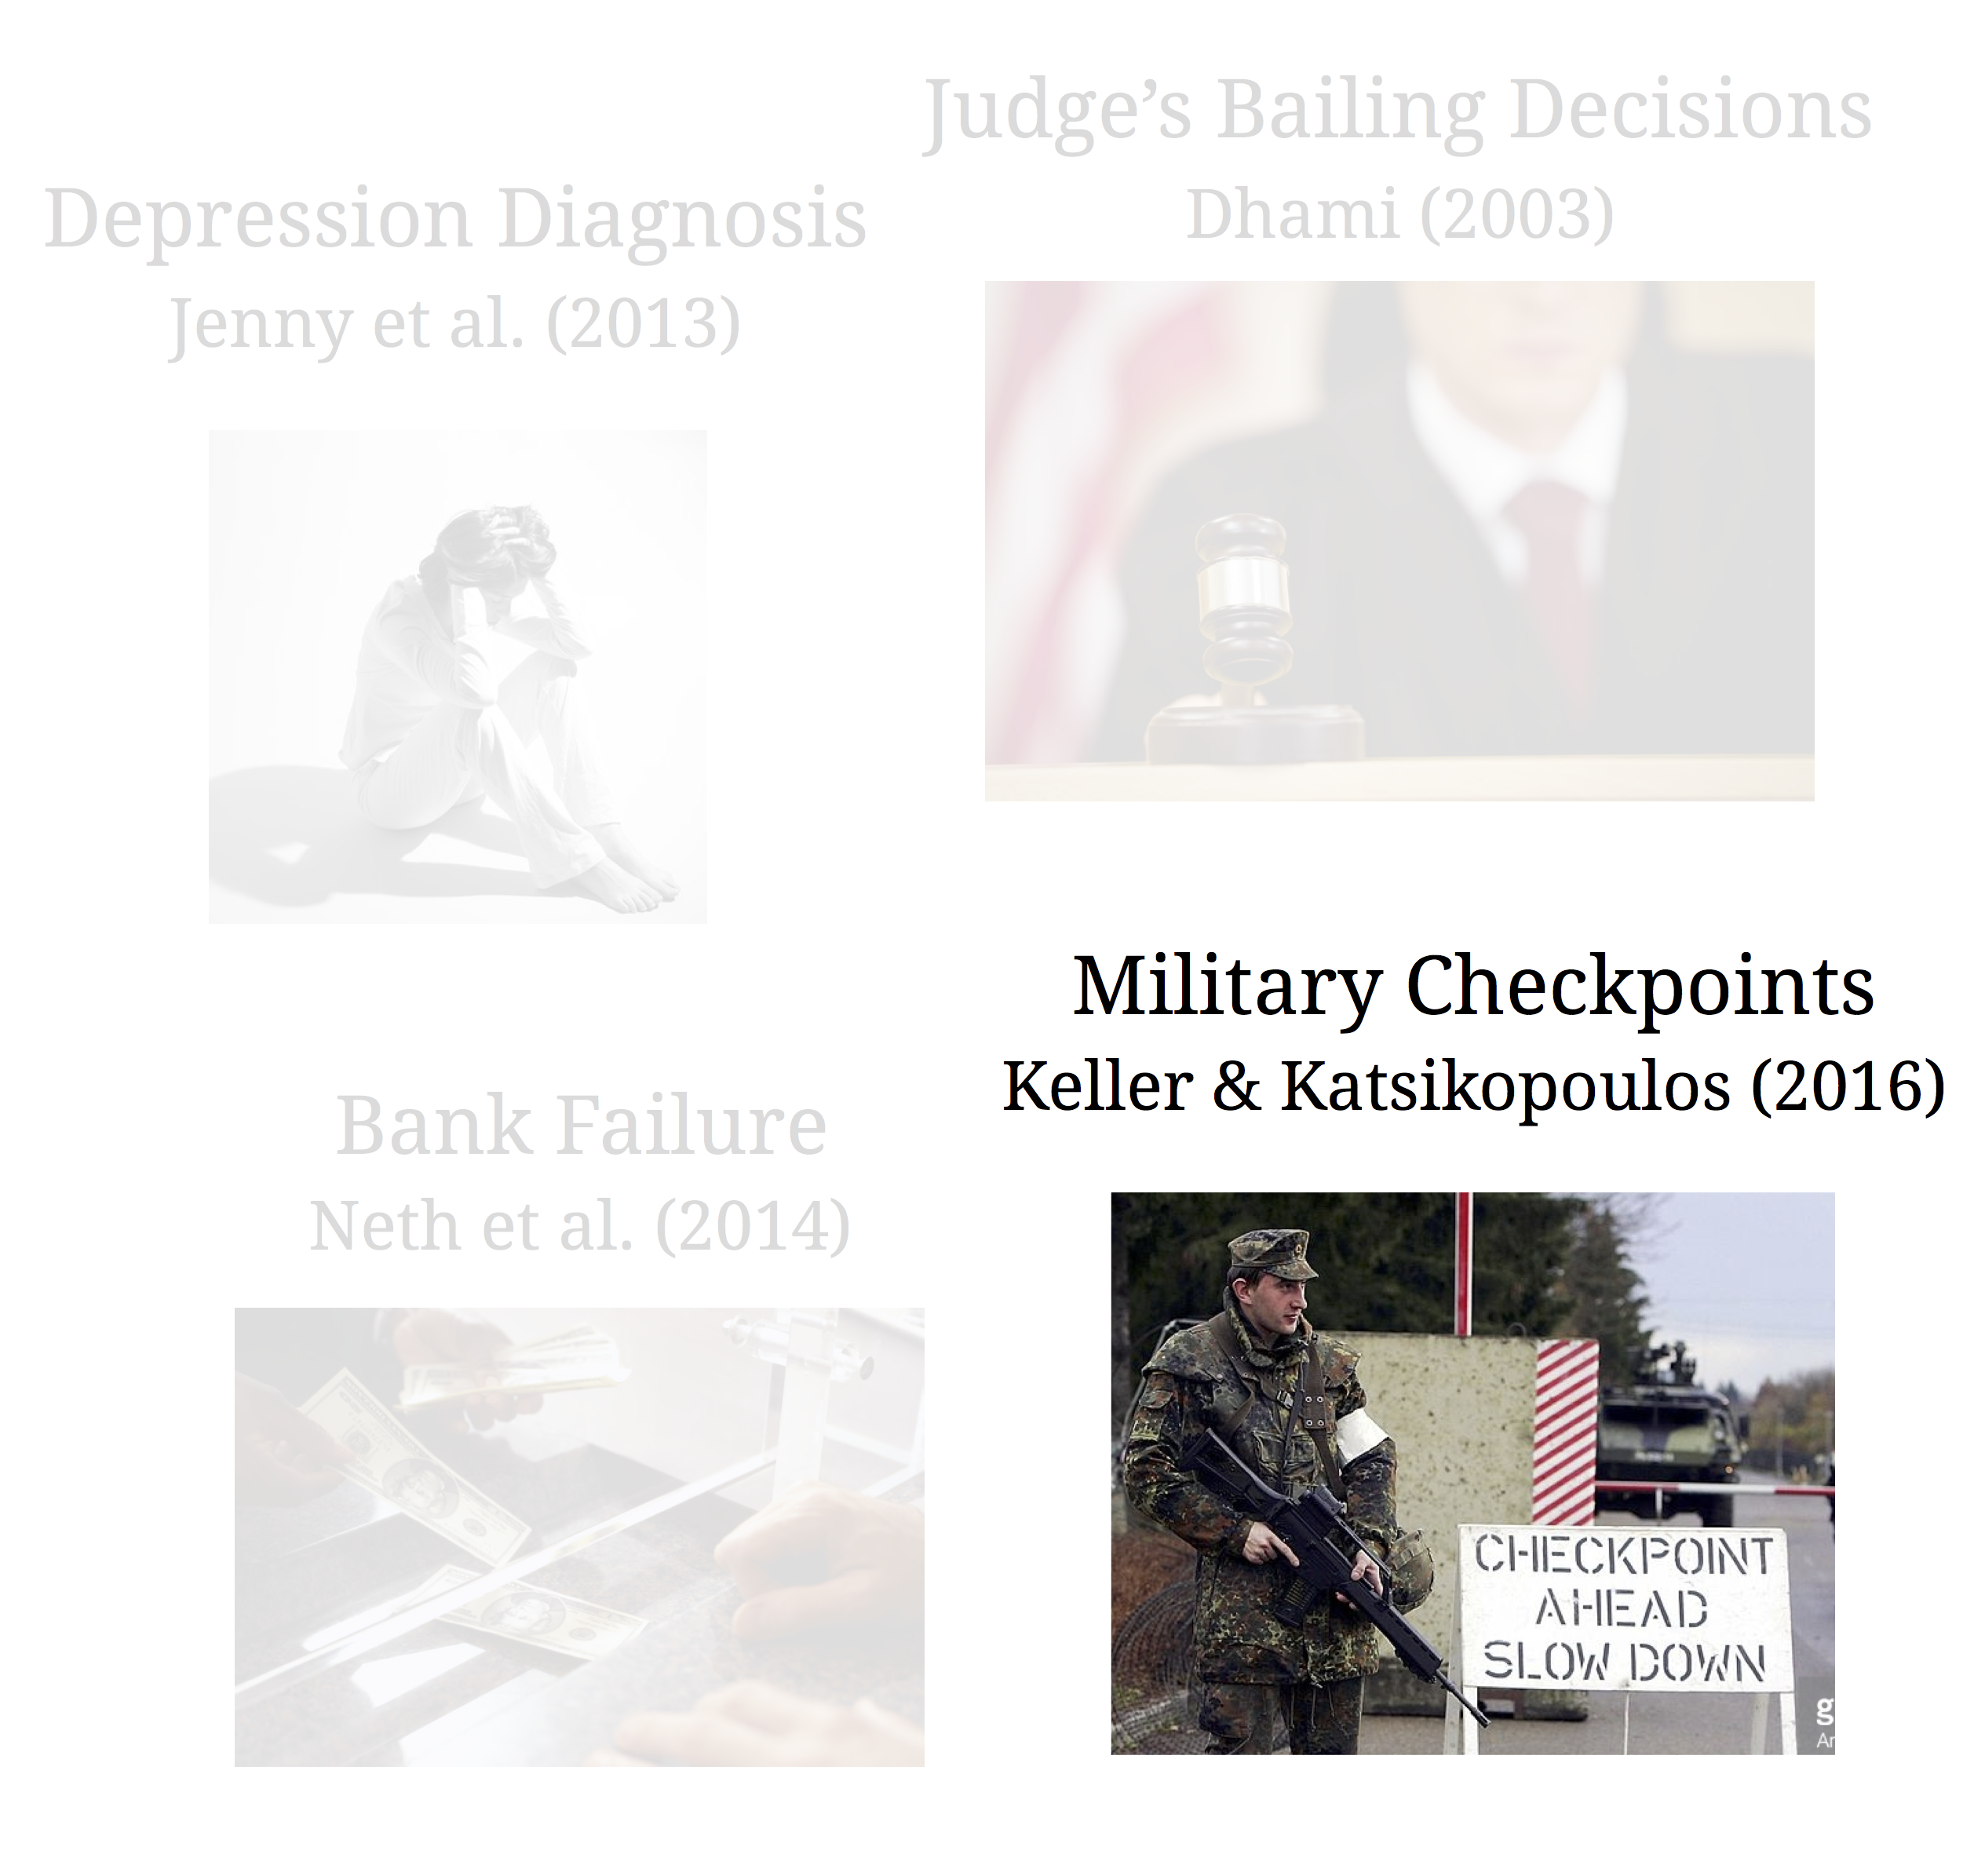 Judge’s Bailing Decisions
Dhami (2003)
Depression Diagnosis
Jenny et al. (2013)
Military Checkpoints
Keller & Katsikopoulos (2016)
Bank Failure
Neth et al. (2014)
CHECKPOINT
AHEAD
SLOW DOWN